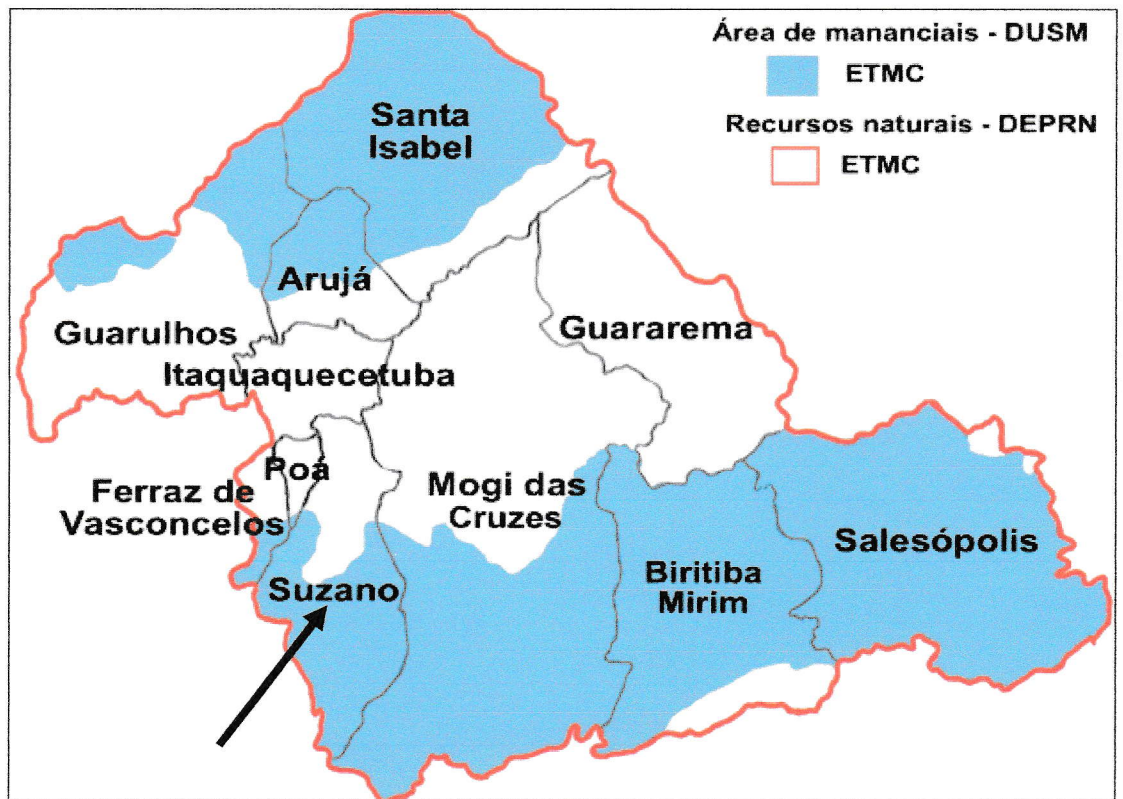 Área de mananciais - DUSM
ETMC
Recursos naturais - DEPRN
ETMC
Santa
Isabel
Arujá
Guarulhos
Guararema
Itaquaquecetuba
Poá
Ferraz de
Vasconcelos
Mogi das
Cruzes
Suzano
Biritiba
Mirim
Salesópolis